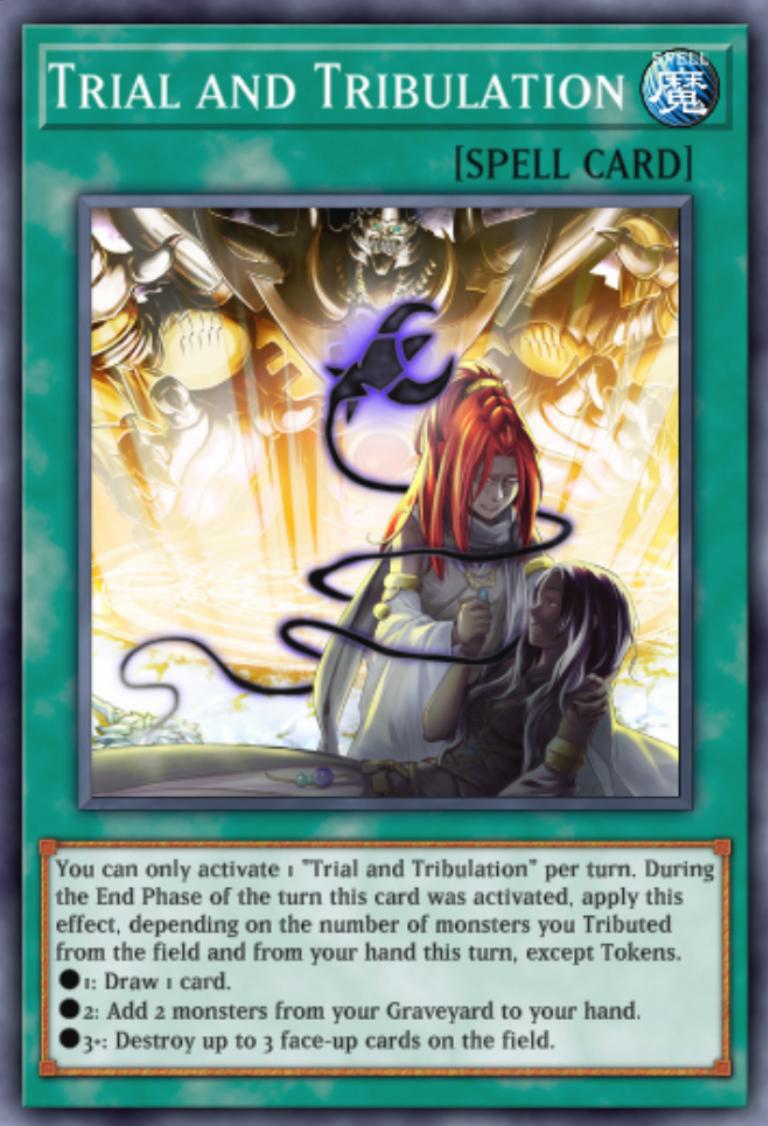 TRIAL AND TRIBULATION
SPELL
魔
[SPELL CARD]
You can only activate 1 "Trial and Tribulation" per turn. During
the End Phase of the turn this card was activated, apply this
effect, depending on the number of monsters you Tributed
from the field and from your hand this turn, except Tokens.
●1: Draw 1 card.
●2: Add 2 monsters from your Graveyard to your hand.
●3+: Destroy up to 3 face-up cards on the field.